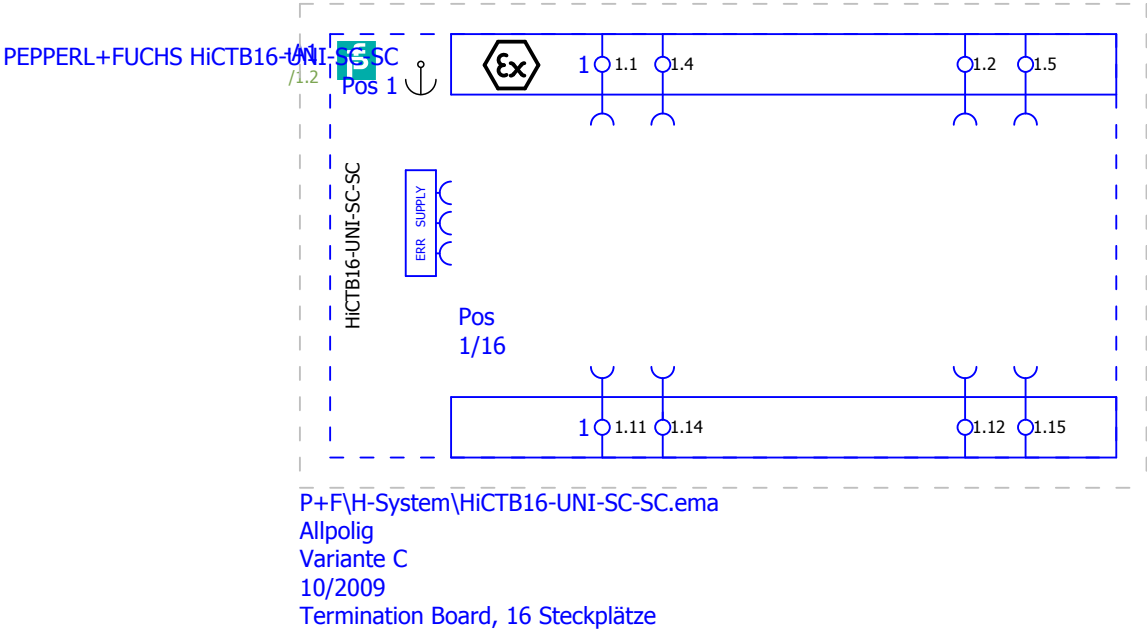 PEPPERL+FUCHS HiCTB16-UNI-SC-SC
/1.2
Pos 1
Ex
1 1.1 1.4 1.2 1.5
HiCTB16-UNI-SC-SC
ERR SUPPLY
Pos
1/16
1 1.11 1.14 1.12 1.15
P+F\H-System\HiCTB16-UNI-SC-SC.ema
Allpolig
Variante C
10/2009
Termination Board, 16 Steckplätze